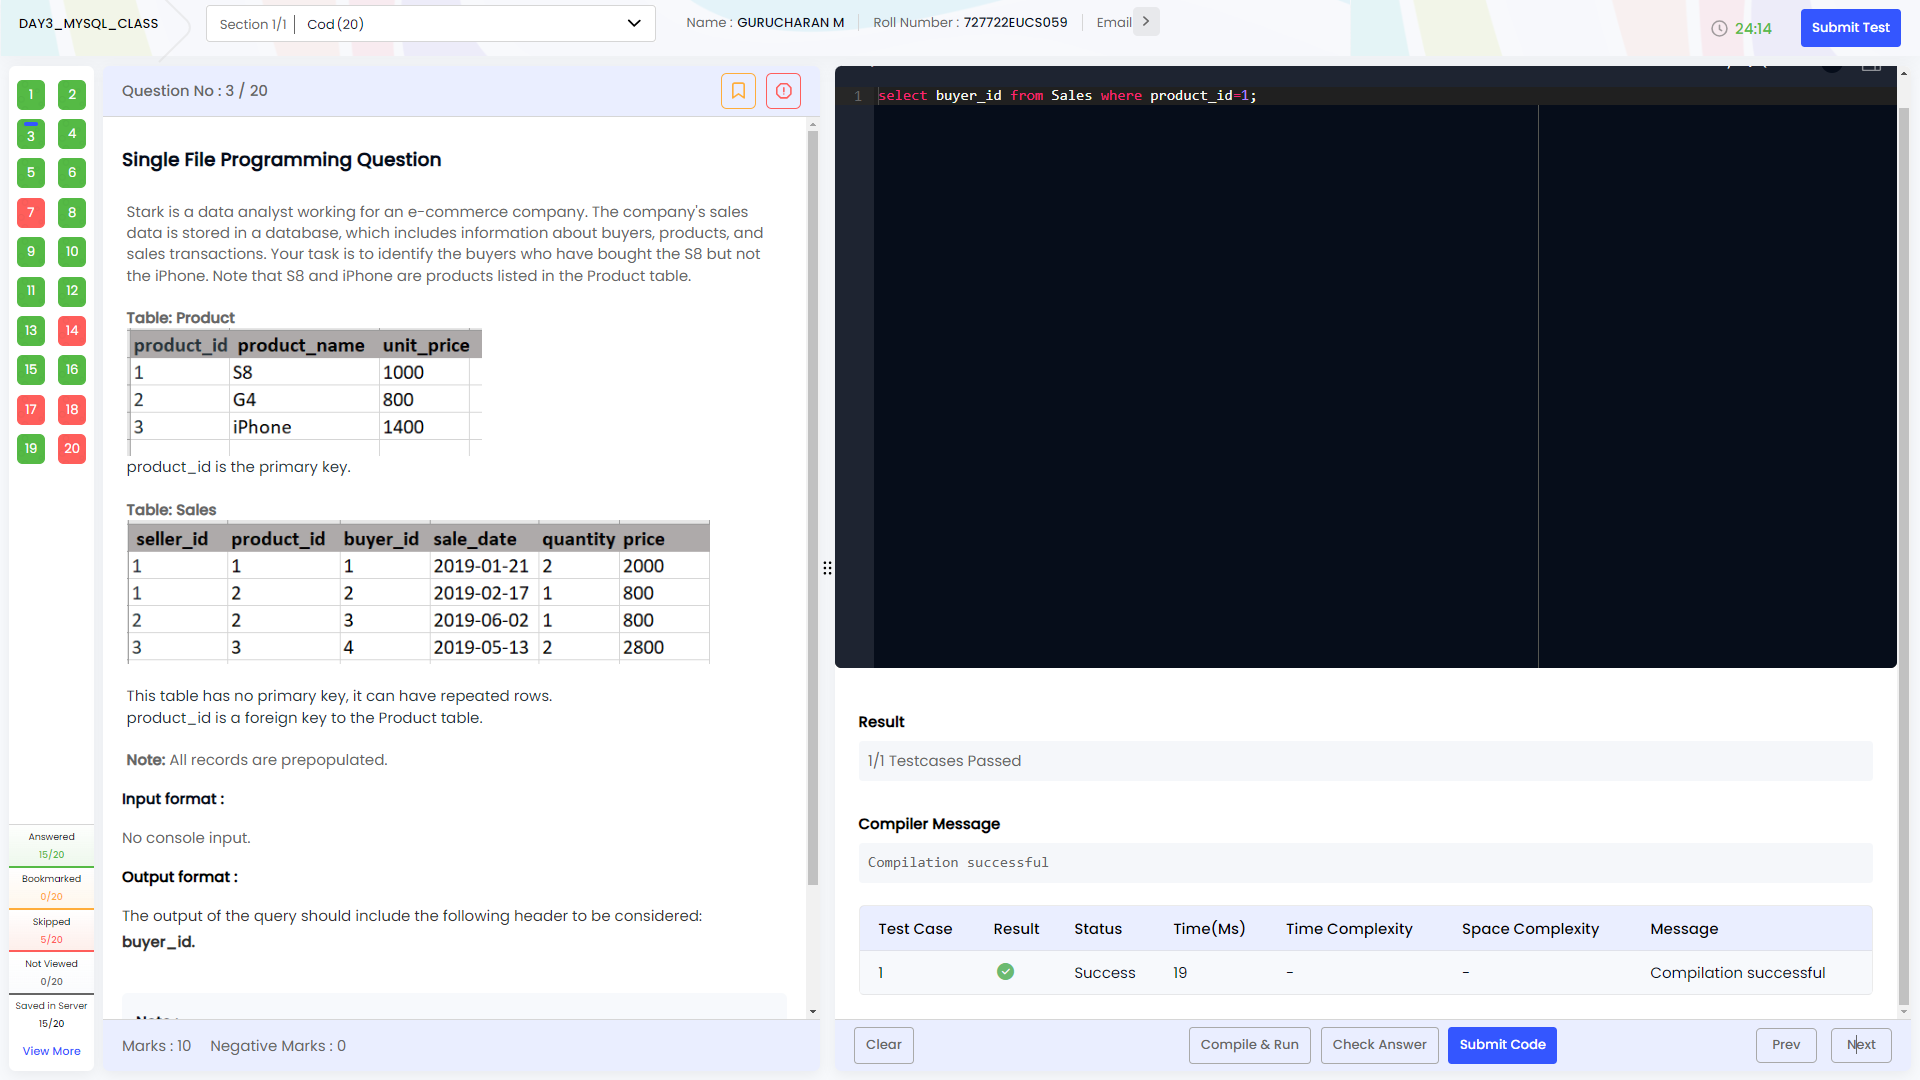 DAY3_MYSQL_CLASS
Section 1/1 | Cod (20)
Name : GURUCHARAN M
Roll Number : 727722EUCS059
Email
24:14
Submit Test
1 2
3 4
5 6
7 8
9 10
11 12
13 14
15 16
17 18
19 20
Answered
15/20
Bookmarked
0/20
Skipped
5/20
Not Viewed
0/20
Saved in Server
15/20
View More
Question No : 3 / 20
Single File Programming Question
Stark is a data analyst working for an e-commerce company. The company's sales
data is stored in a database, which includes information about buyers, products, and
sales transactions. Your task is to identify the buyers who have bought the S8 but not
the iPhone. Note that S8 and iPhone are products listed in the Product table.
Table: Product
product_id product_name unit_price
1 S8 1000
2 G4 800
3 iPhone 1400
product_id is the primary key.
Table: Sales
seller_id product_id buyer_id sale_date quantity price
1 1 1 2019-01-21 2 2000
1 2 2 2019-02-17 1 800
2 2 3 2019-06-02 1 800
3 3 4 2019-05-13 2 2800
This table has no primary key, it can have repeated rows.
product_id is a foreign key to the Product table.
Note: All records are prepopulated.
Input format :
No console input.
Output format :
The output of the query should include the following header to be considered:
buyer_id.
Marks : 10 Negative Marks : 0
1 select buyer_id from Sales where product_id=1;
Result
1/1 Testcases Passed
Compiler Message
Compilation successful
Test Case Result Status Time(Ms) Time Complexity Space Complexity Message
1 Success 19 - - Compilation successful
Clear
Compile & Run
Check Answer
Submit Code
Prev
Next